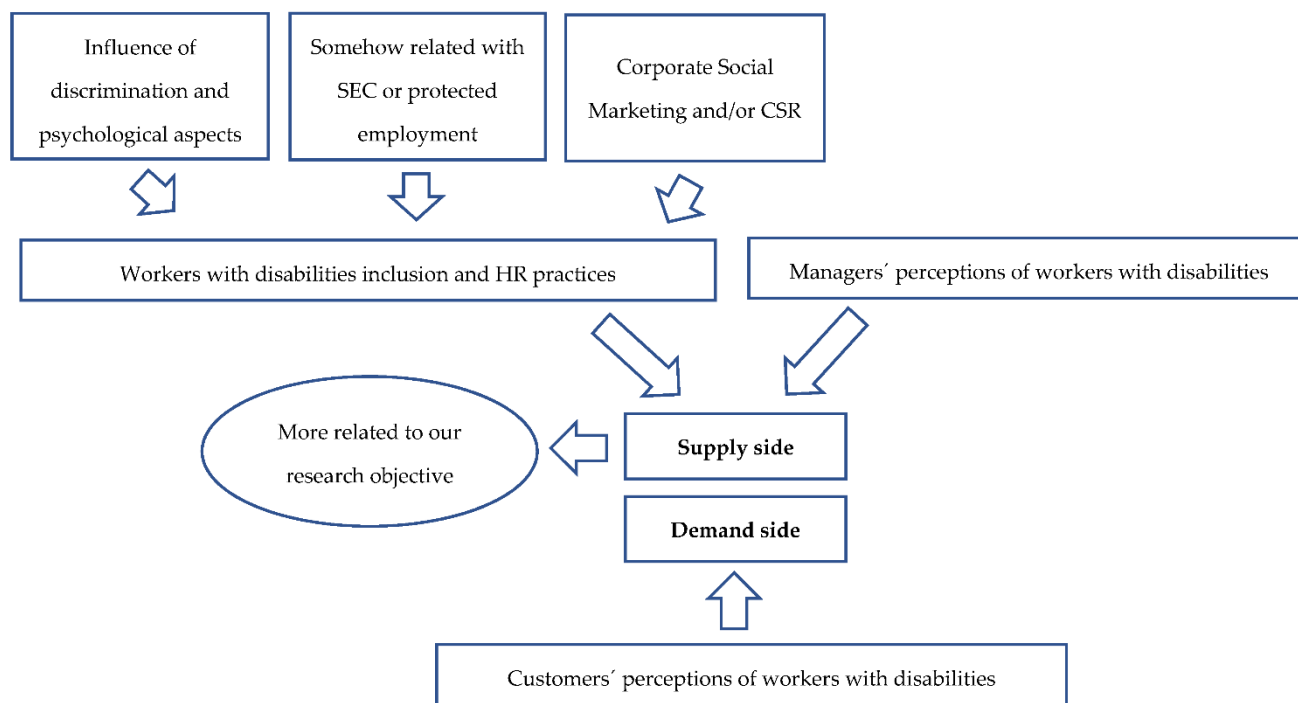 Influence of
discrimination and
psychological aspects
Somehow related with
SEC or protected
employment
Corporate Social
Marketing and/or CSR
Workers with disabilities inclusion and HR practices
Managers´ perceptions of workers with disabilities
More related to our
research objective
Supply side
Demand side
Customers´ perceptions of workers with disabilities